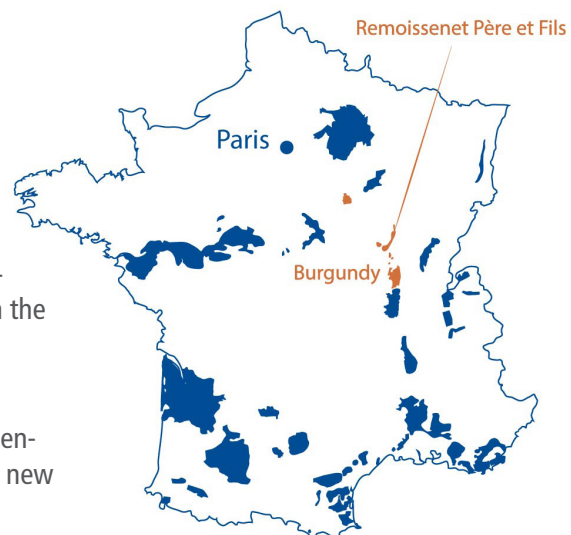 Remoissenet Père et Fils
Paris
Burgundy
the
en-
new